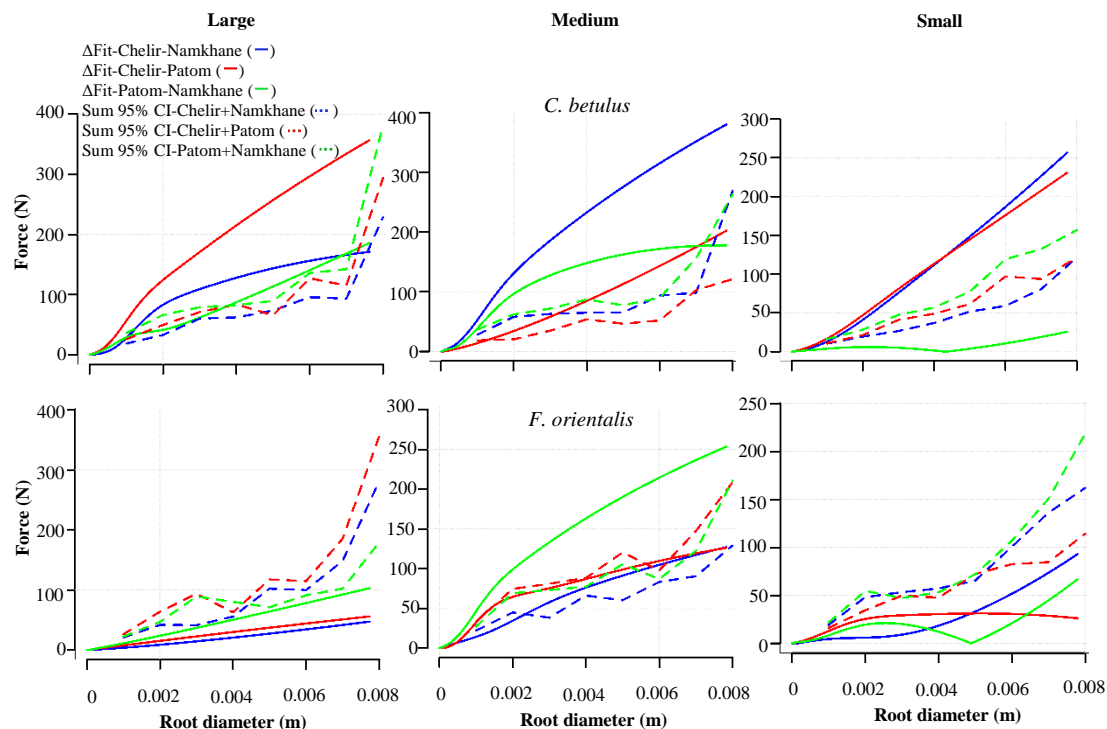 Large
Medium
Small
ΔFit-Chelir-Namkhane ( )
ΔFit-Chelir-Patom ( )
ΔFit-Patom-Namkhane ( )
Sum 95% CI-Chelir+Namkhane ( )
Sum 95% CI-Chelir+Patom ( )
Sum 95% CI-Patom+Namkhane ( )
C. betulus
Force (N)
400
300
200
100
0
400
300
200
100
0
300
250
200
150
100
50
0
F. orientalis
Force (N)
400
300
200
100
0
300
250
200
150
100
50
0
250
200
150
100
50
0
0 0.002 0.004 0.006 0.008
0 0.002 0.004 0.006 0.008
0 0.002 0.004 0.006 0.008
Root diameter (m)
Root diameter (m)
Root diameter (m)